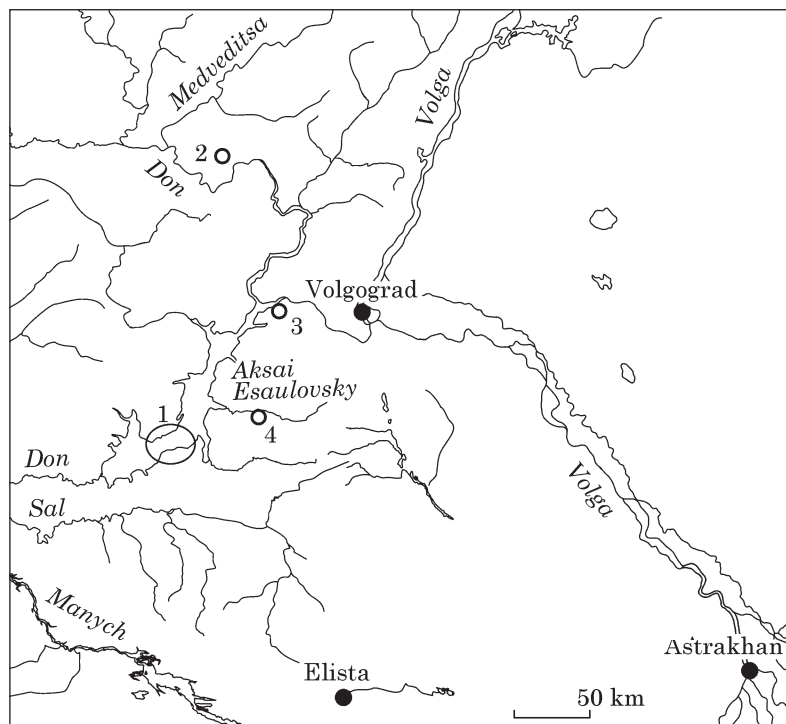 Medveditsa
Volga
2
Don
Volgograd
3
Aksai
Esaulovsky
1
4
Don
Volga
Sal
Manych
Astrakhan
Elista
50 km